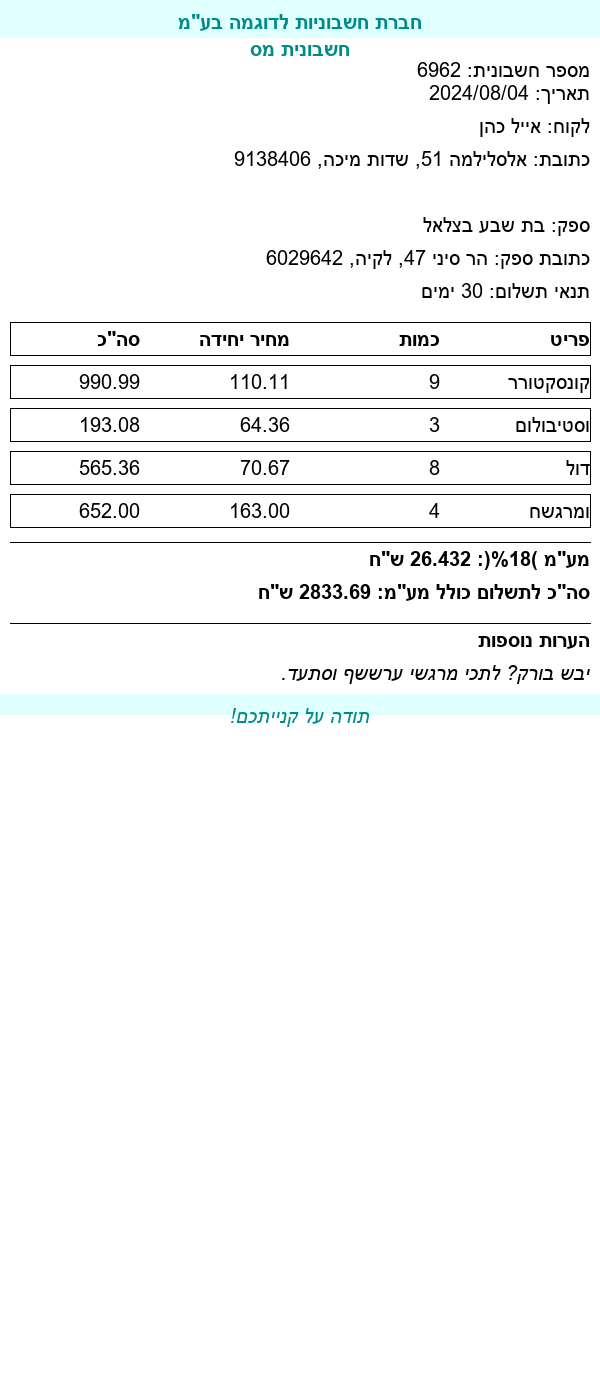 חברת חשבוניות לדוגמה בע"מ
חשבונית מס
מספר חשבונית: 6962
תאריך: 2024/08/04
לקוח: אייל כהן
כתובת: אלסלילמה 51, שדות מיכה, 9138406
ספק: בת שבע בצלאל
כתובת ספק: הר סיני 47, לקיה, 6029642
תנאי תשלום: 30 ימים
פריט כמות מחיר יחידה סה"כ
קונסקטורר 9 110.11 990.99
וסטיבולום 3 64.36 193.08
דול 8 70.67 565.36
ומרגשח 4 163.00 652.00
מע"מ )18%(: 26.432 ש"ח
סה"כ לתשלום כולל מע"מ: 2833.69 ש"ח
הערות נוספות
יבש בורק? לתכי מרגשי ערששף וסתעד.
תודה על קנייתכם!